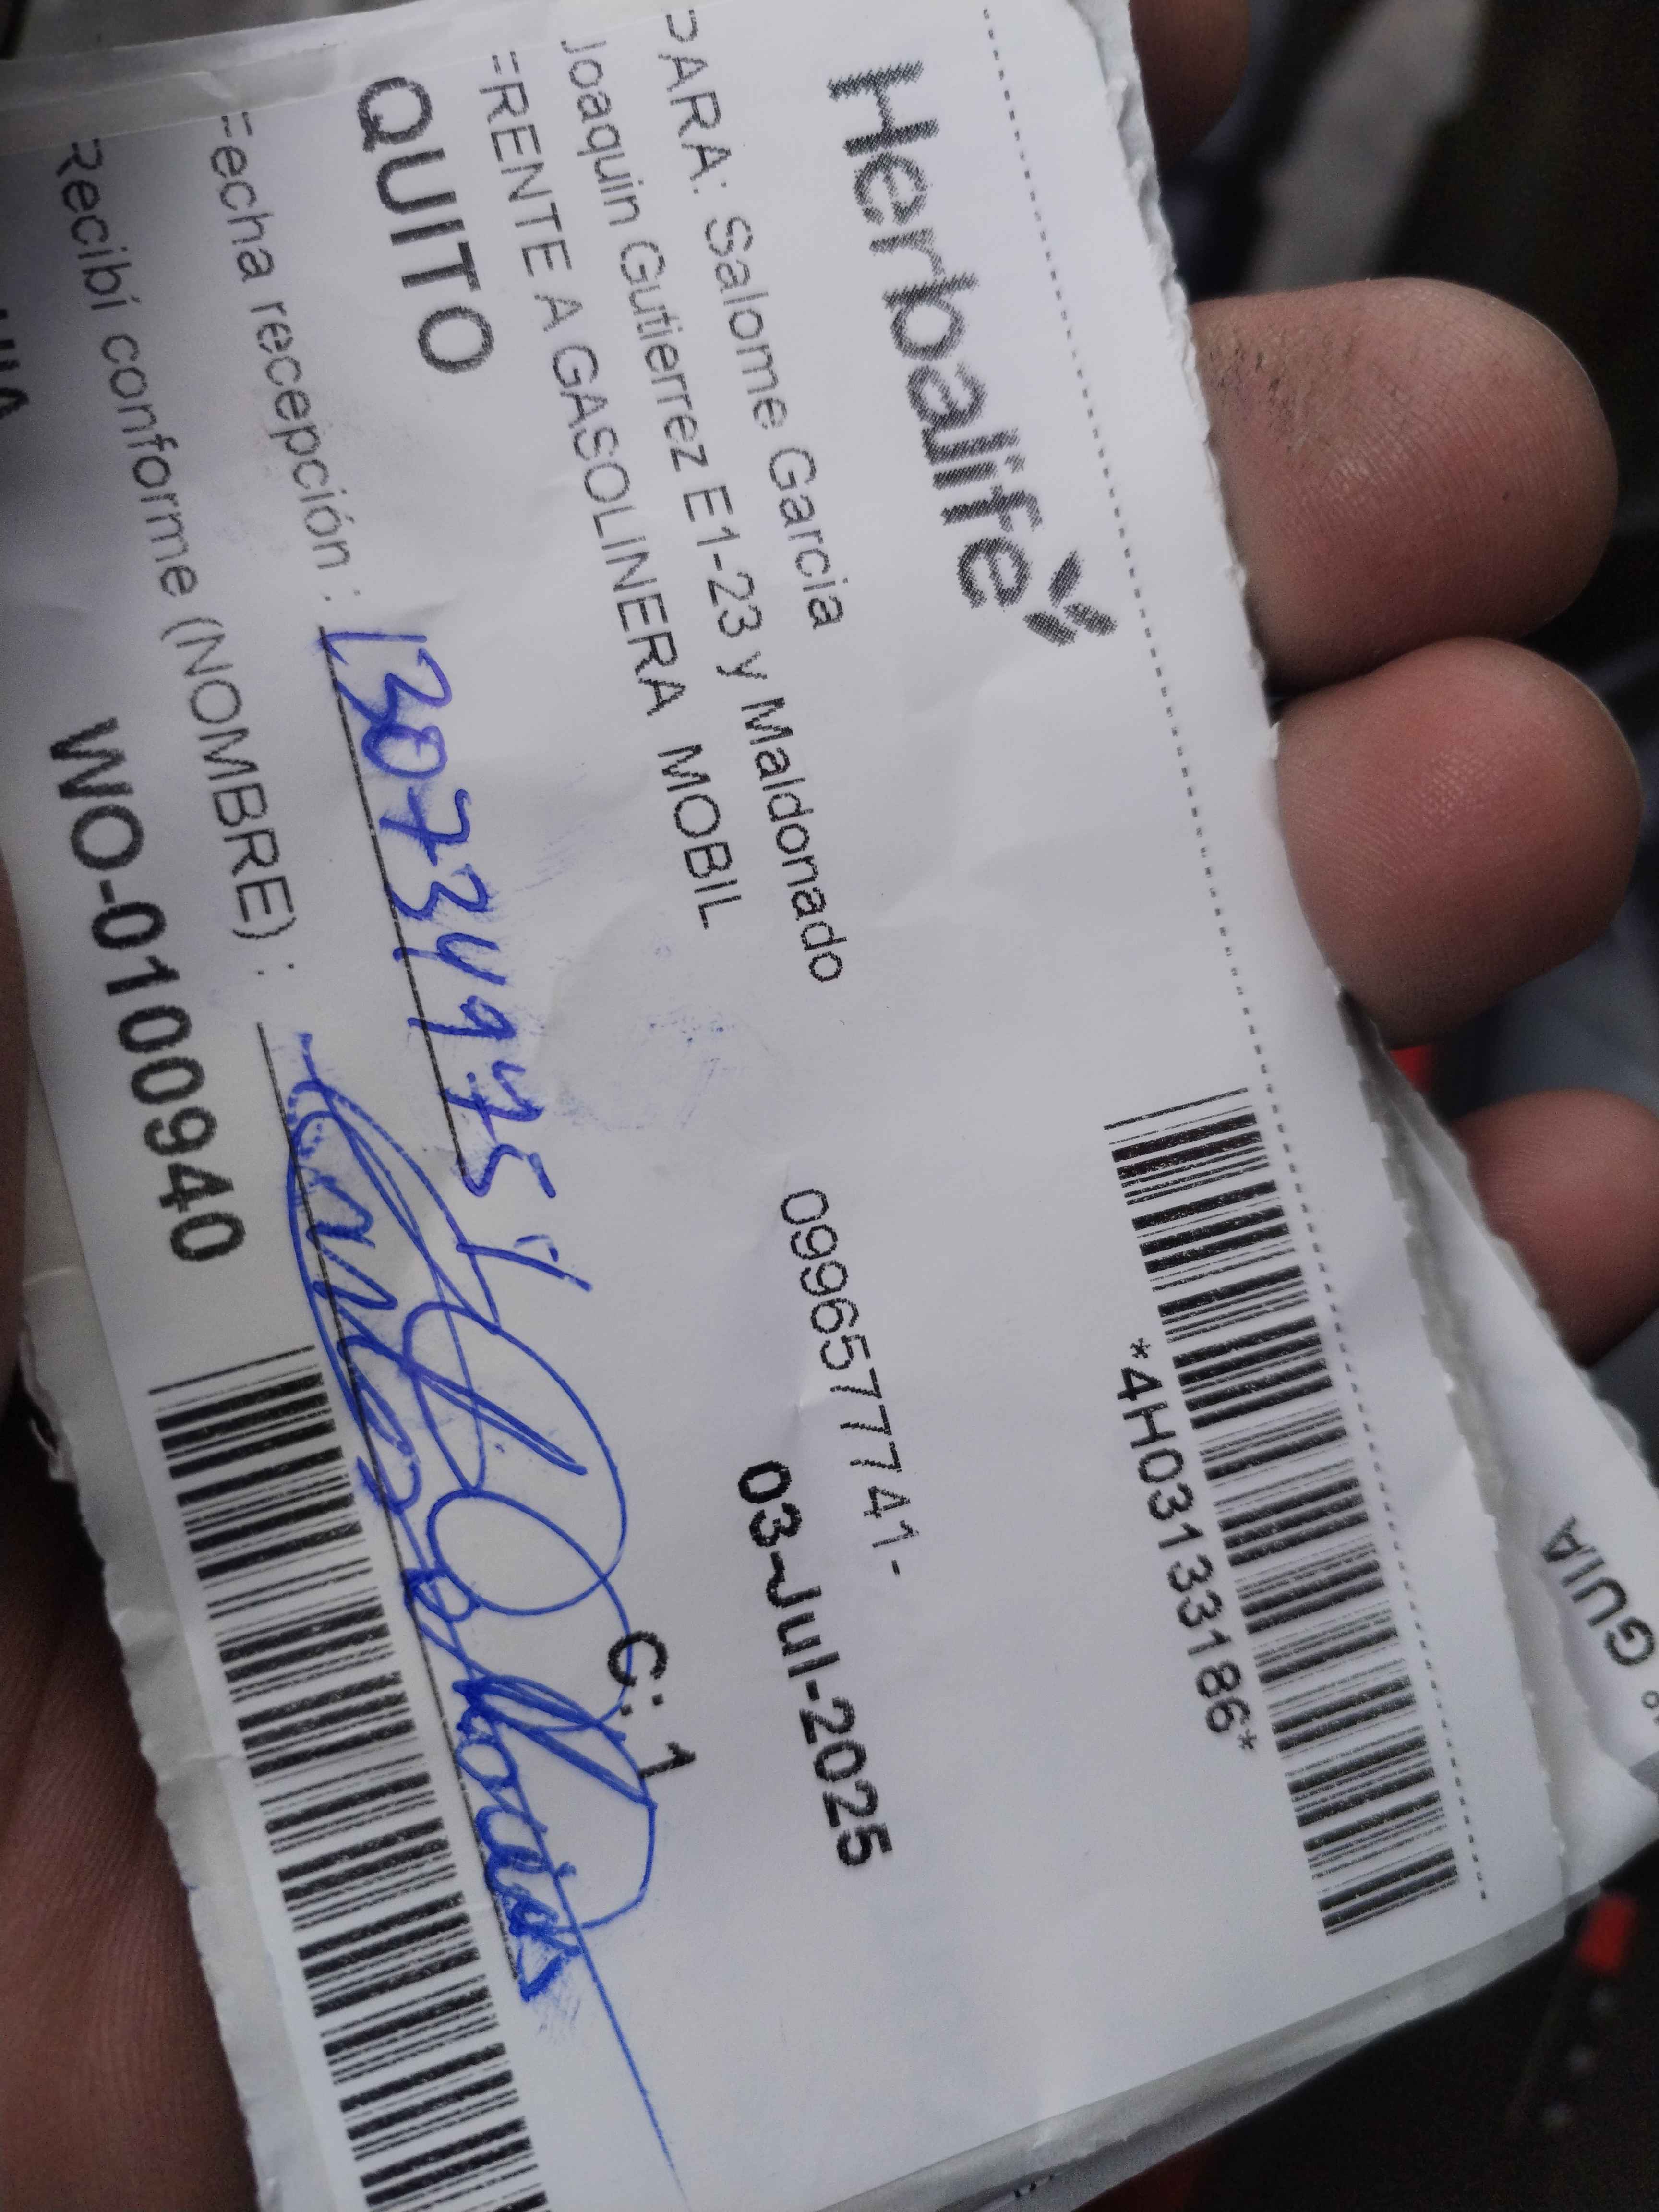 Herbalife
*4H03133186*
PARA: Salome Garcia
0996577741-
Joaquin Gutierrez E1-23 y Maldonado
03-Jul-2025
FRENTE A GASOLINERA MOBIL
QUITO
C: 1
Fecha recepción :
Recibí conforme (NOMBRE) :
WO-0100940
GUIA